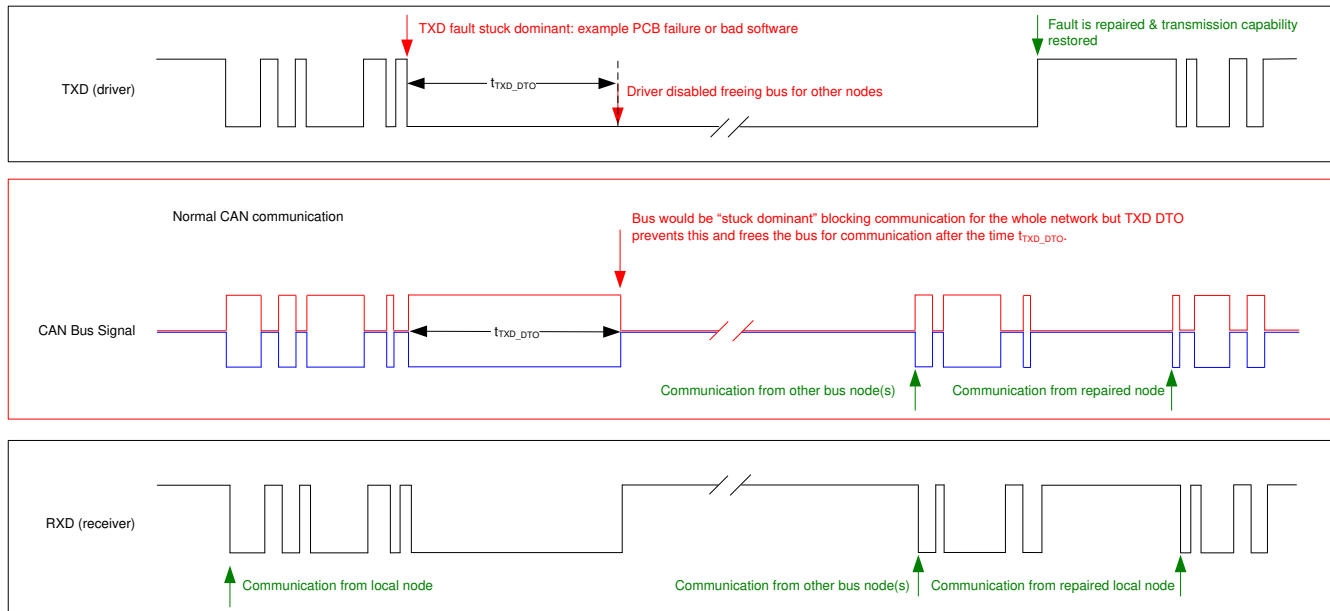 TXD fault stuck dominant: example PCB failure or bad software
Fault is repaired & transmission capability
restored
TXD (driver)
tTXD_DTO
Driver disabled freeing bus for other nodes
Normal CAN communication
Bus would be “stuck dominant” blocking communication for the whole network but TXD DTO
prevents this and frees the bus for communication after the time tTXD_DTO.
CAN Bus Signal
tTXD_DTO
Communication from other bus node(s)
Communication from repaired node
RXD (receiver)
Communication from local node
Communication from other bus node(s)
Communication from repaired local node